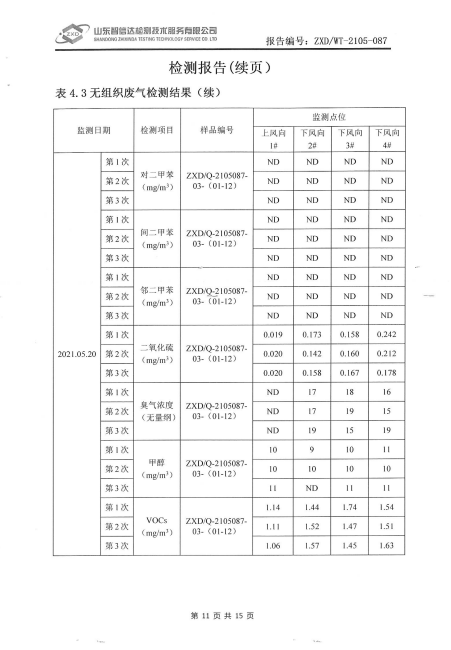 ZXD
山东智信达检测技术服务有限公司
SHANDONG ZHIXINDA TESTING TECHNOLOGY SERVICE CO LTD
报告编号：ZXD/WT-2105-087
检测报告(续页)
表 4.3 无组织废气检测结果（续）
监测日期 检测项目 样品编号 监测点位
上风向1# 下风向2# 下风向3# 下风向4#
2021.05.20
对二甲苯（mg/m³） ZXD/Q-2105087-03-（01-12）
第1次 ND ND ND ND
第2次 ND ND ND ND
第3次 ND ND ND ND
间二甲苯（mg/m³） ZXD/Q-2105087-03-（01-12）
第1次 ND ND ND ND
第2次 ND ND ND ND
第3次 ND ND ND ND
邻二甲苯（mg/m³） ZXD/Q-2105087-03-（01-12）
第1次 ND ND ND ND
第2次 ND ND ND ND
第3次 ND ND ND ND
二氧化硫（mg/m³） ZXD/Q-2105087-03-（01-12）
第1次 0.019 0.173 0.158 0.242
第2次 0.020 0.142 0.160 0.212
第3次 0.020 0.158 0.167 0.178
臭气浓度（无量纲） ZXD/Q-2105087-03-（01-12）
第1次 ND 17 18 16
第2次 ND 17 19 15
第3次 ND 19 15 19
甲醇（mg/m³） ZXD/Q-2105087-03-（01-12）
第1次 10 9 10 11
第2次 10 10 10 10
第3次 11 ND 11 11
VOCs（mg/m³） ZXD/Q-2105087-03-（01-12）
第1次 1.14 1.44 1.74 1.54
第2次 1.11 1.52 1.47 1.51
第3次 1.06 1.57 1.45 1.63
第 11 页 共 15 页